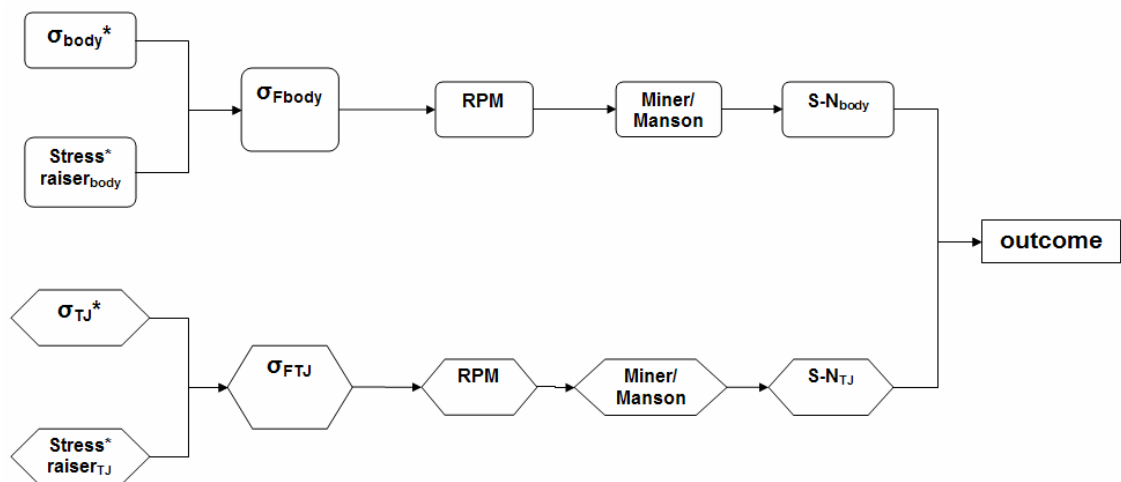 σbody*
Stress*
raiserbody
σFbody
RPM
Miner/
Manson
S-Nbody
outcome
σTJ*
Stress*
raiserTJ
σFTJ
RPM
Miner/
Manson
S-NTJ